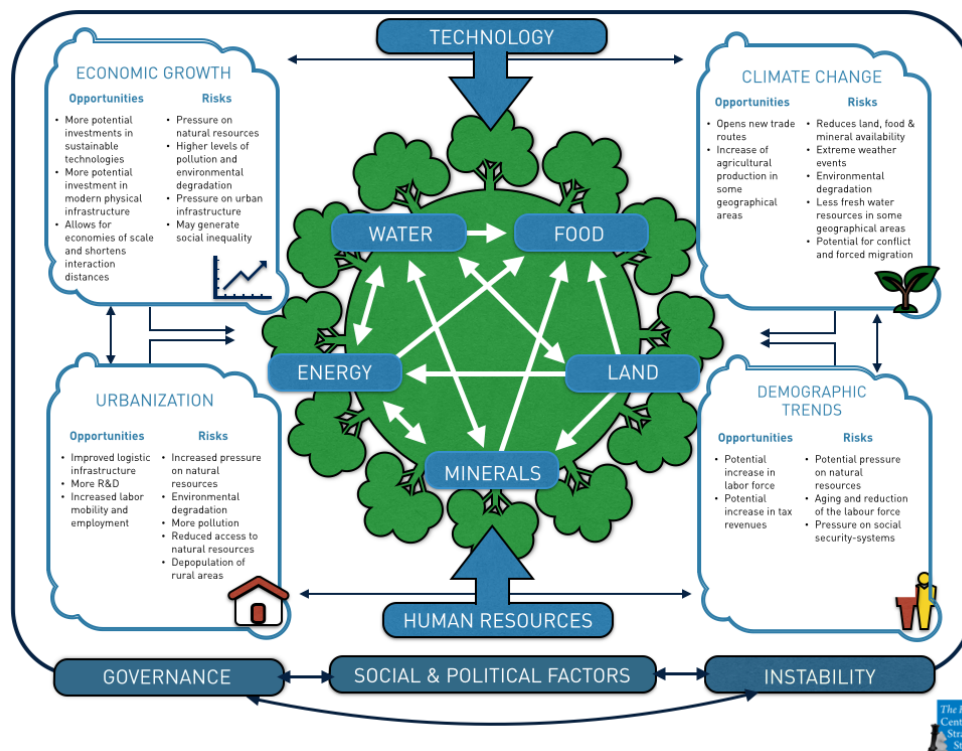 TECHNOLOGY
ECONOMIC GROWTH
Opportunities
• More potential
investments in
sustainable
technologies
• More potential
investment in
modern physical
infrastructure
• Allows for
economies of scale
and shortens
interaction
distances
Risks
• Pressure on
natural resources
• Higher levels of
pollution and
environmental
degradation
• Pressure on urban
infrastructure
• May generate
social inequality
CLIMATE CHANGE
Opportunities
• Opens new trade
routes
• Increase of
agricultural
production in
some
geographical
areas
Risks
• Reduces land, food &
mineral availability
• Extreme weather
events
• Environmental
degradation
• Less fresh water
resources in some
geographical areas
• Potential for conflict
and forced migration
WATER
FOOD
ENERGY
LAND
MINERALS
URBANIZATION
Opportunities
• Improved logistic
infrastructure
• More R&D
• Increased labor
mobility and
employment
Risks
• Increased pressure
on natural
resources
• Environmental
degradation
• More pollution
• Reduced access to
natural resources
• Depopulation of
rural areas
DEMOGRAPHIC
TRENDS
Opportunities
• Potential
increase in
labor force
• Potential
increase in tax
revenues
Risks
• Potential pressure
on natural
resources
• Aging and reduction
of the labour force
• Pressure on social
security-systems
HUMAN RESOURCES
GOVERNANCE
SOCIAL & POLITICAL FACTORS
INSTABILITY
The